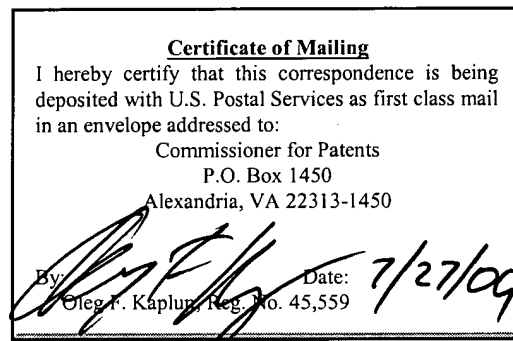 Certificate of Mailing
I hereby certify that this correspondence is being
deposited with U.S. Postal Services as first class mail
in an envelope addressed to:
Commissioner for Patents
P.O. Box 1450
Alexandria, VA 22313-1450
By: Date: 7/27/09
Oleg F. Kaplun, Reg. No. 45,559